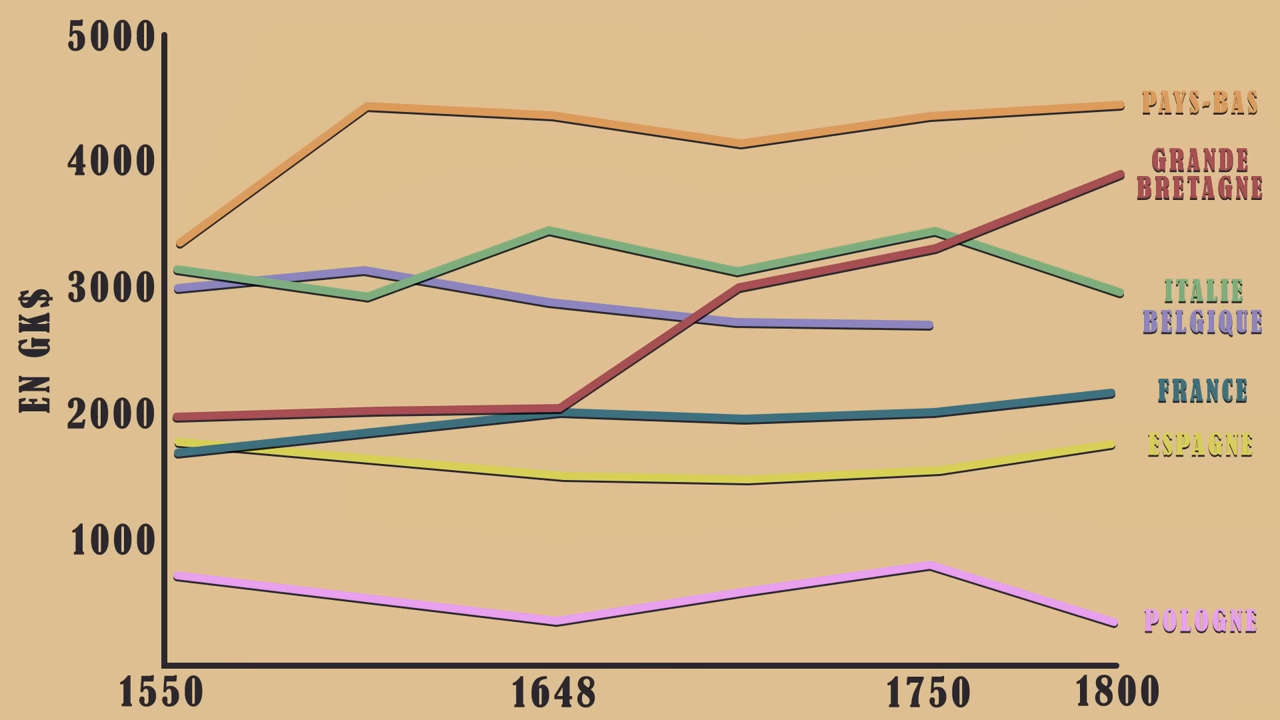 5000
4000
3000
2000
1000
EN GK$
1550
1648
1750
1800
PAYS-BAS
GRANDE
BRETAGNE
ITALIE
BELGIQUE
FRANCE
ESPAGNE
POLOGNE